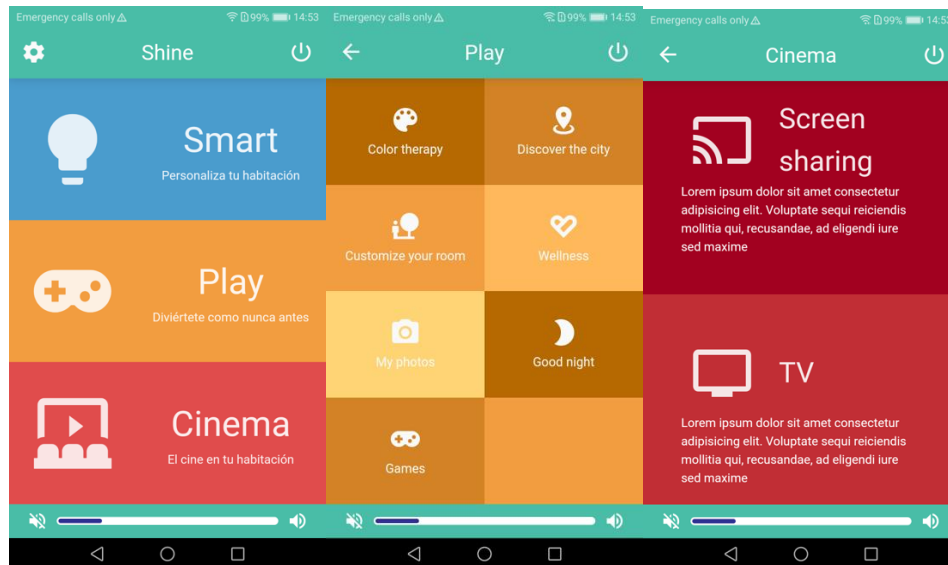 Emergency calls only
99%
14:53
Shine
Smart
Personaliza tu habitación
Play
Diviértete como nunca antes
Cinema
El cine en tu habitación
Emergency calls only
99%
14:53
Play
Color therapy
Discover the city
Customize your room
Wellness
My photos
Good night
Games
Emergency calls only
99%
Cinema
Screen
sharing
Lorem ipsum dolor sit amet consectetur
adipisicing elit. Voluptate sequi reiciendis
mollitia qui, recusandae, ad eligendi iure
sed maxime
TV
Lorem ipsum dolor sit amet consectetur
adipisicing elit. Voluptate sequi reiciendis
mollitia qui, recusandae, ad eligendi iure
sed maxime